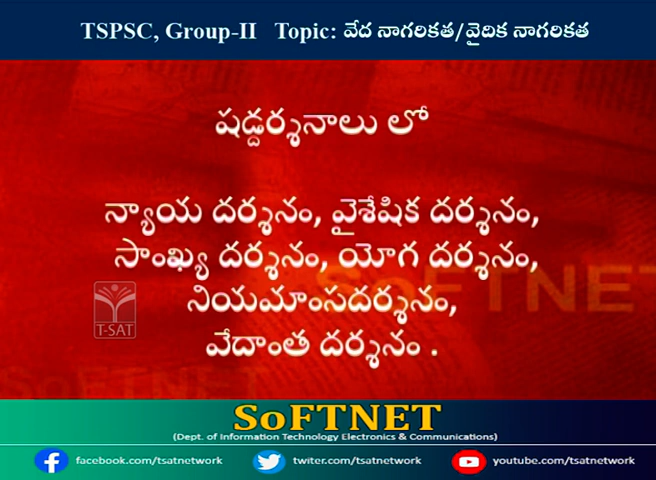 TSPSC, Group-II Topic: వేద నాగరికత/వైదిక నాగరికత
షడ్దర్శనాలు లో
న్యాయ దర్శనం, వైశేషిక దర్శనం,
సాంఖ్య దర్శనం, యోగ దర్శనం,
నియమాంసదర్శనం,
వేదాంత దర్శనం .
T-SAT
SOFTNET
SOFTNET
SoFTNET
(Dept. of Information Technology Electronics & Communications)
facebook.com/tsatnetwork twiter.com/tsatnetwork youtube.com/tsatnetwork